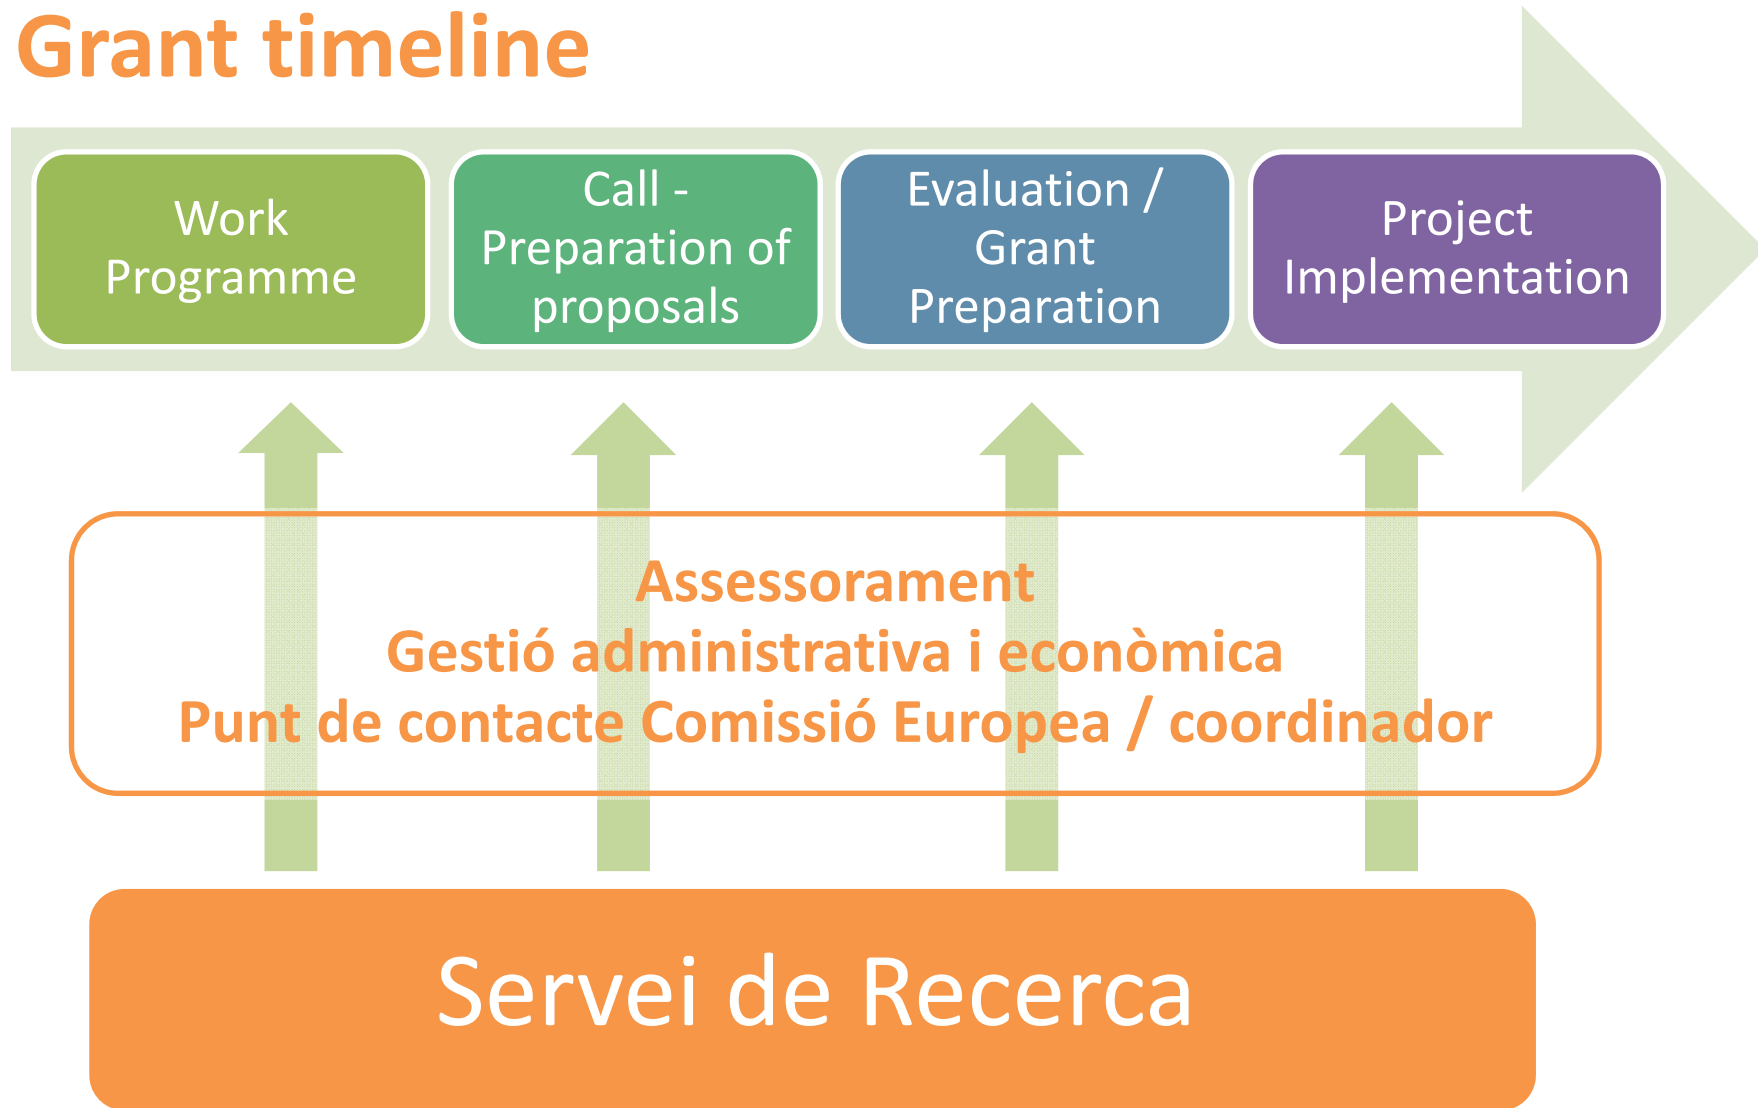 Grant timeline
Work
Programme
Call -
Preparation of
proposals
Evaluation /
Grant
Preparation
Project
Implementation
Assessorament
Gestió administrativa i econòmica
Punt de contacte Comissió Europea / coordinador
Servei de Recerca